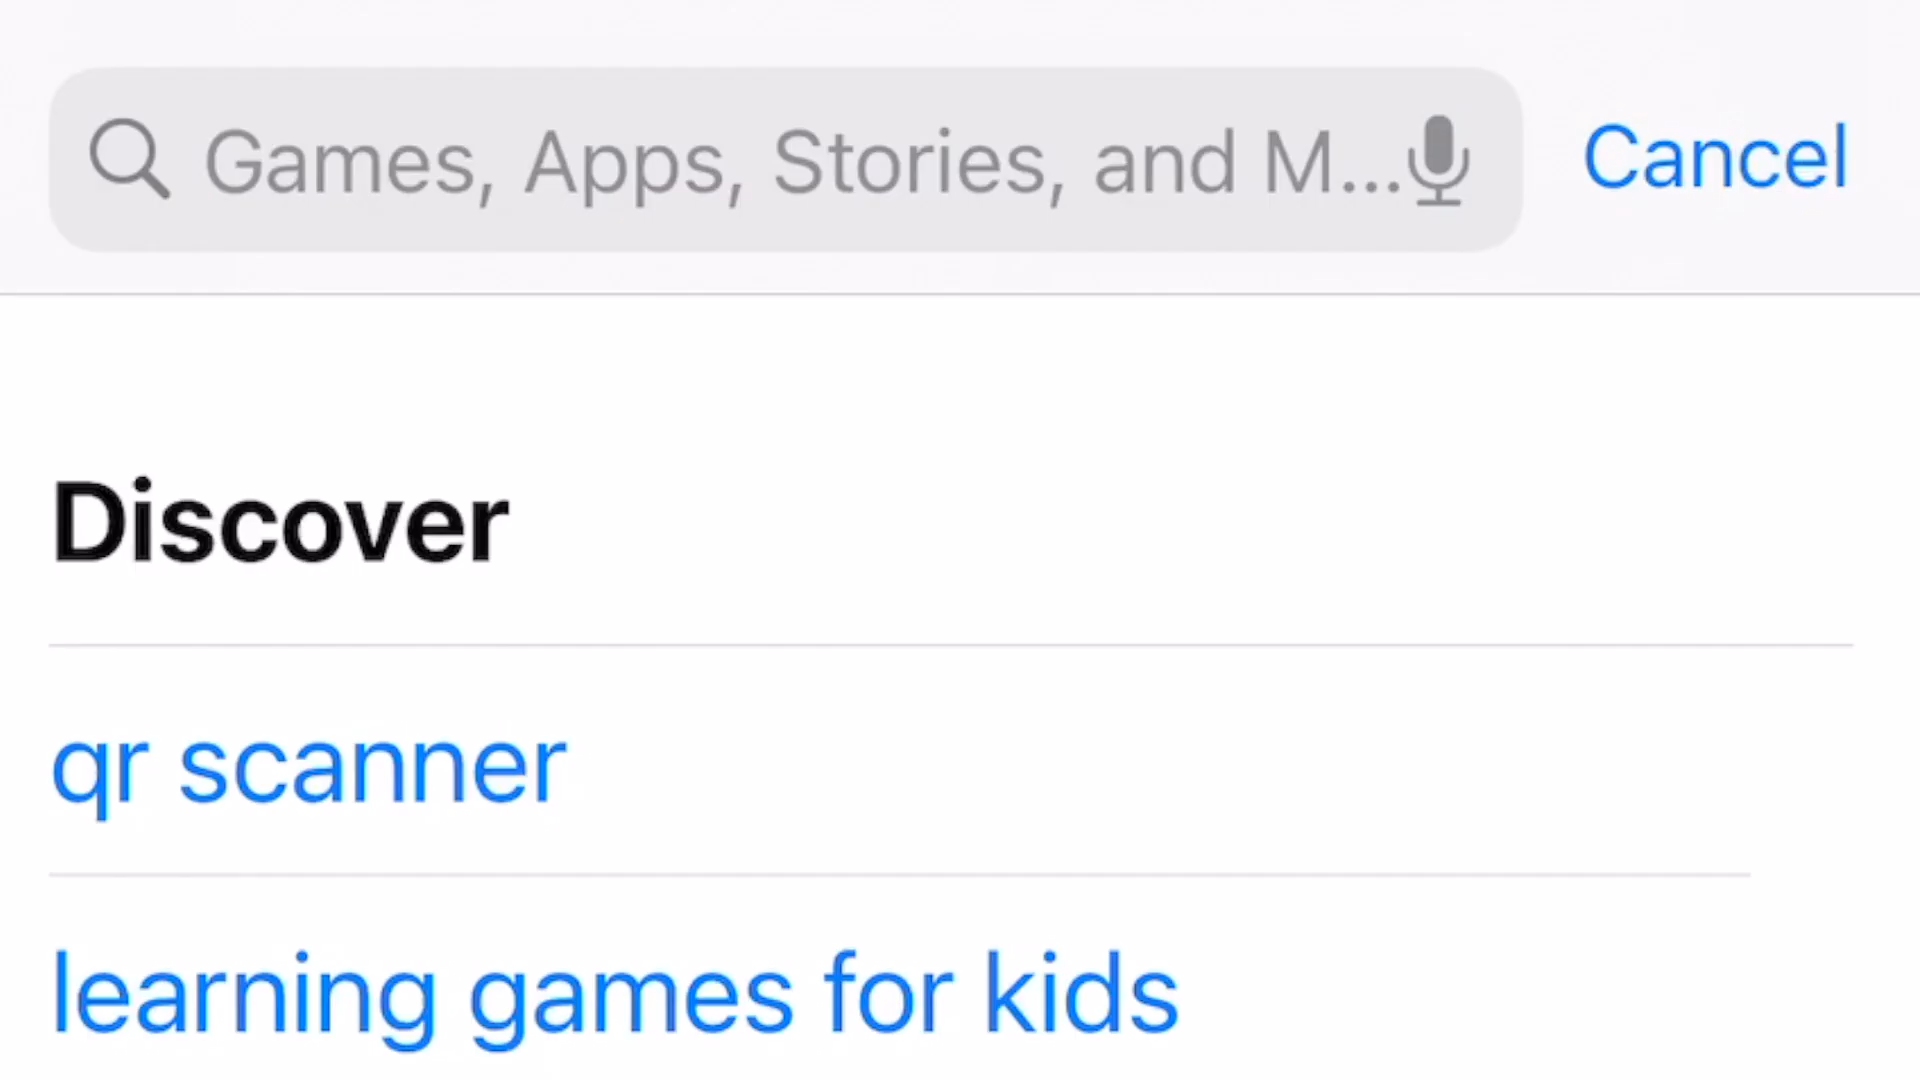 Games, Apps, Stories, and M... Cancel
Discover
qr scanner
learning games for kids